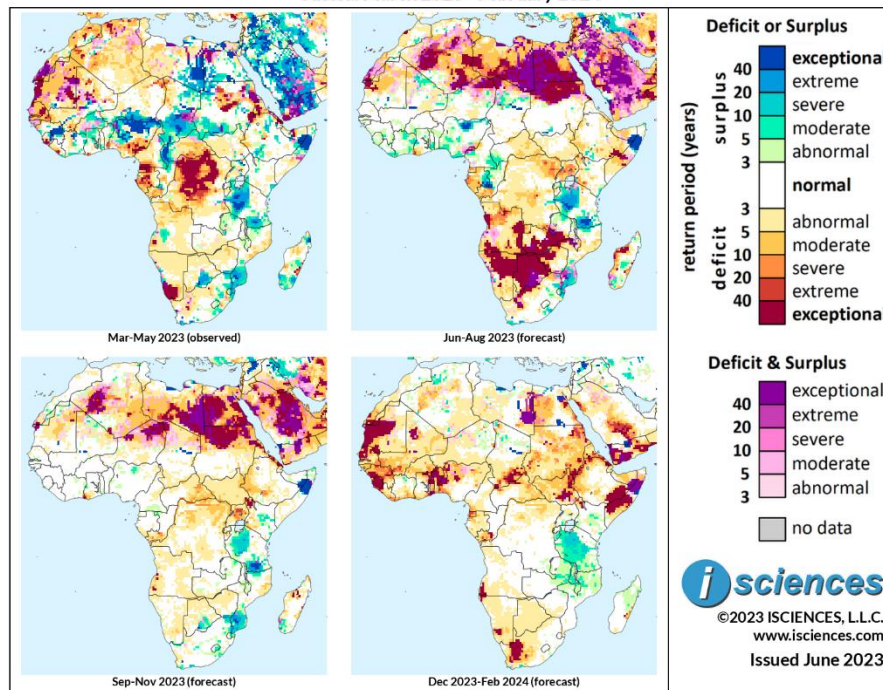 Deficit or Surplus
return period (years)
surplus
deficit
40
20
10
5
3
3
5
10
20
40
exceptional
extreme
severe
moderate
abnormal
normal
abnormal
moderate
severe
extreme
exceptional
Mar-May 2023 (observed)
Jun-Aug 2023 (forecast)
Deficit & Surplus
40
20
10
5
3
exceptional
extreme
severe
moderate
abnormal
no data
i sciences
©2023 ISCIENCES, L.L.C.
www.isciences.com
Issued June 2023
Sep-Nov 2023 (forecast)
Dec 2023-Feb 2024 (forecast)